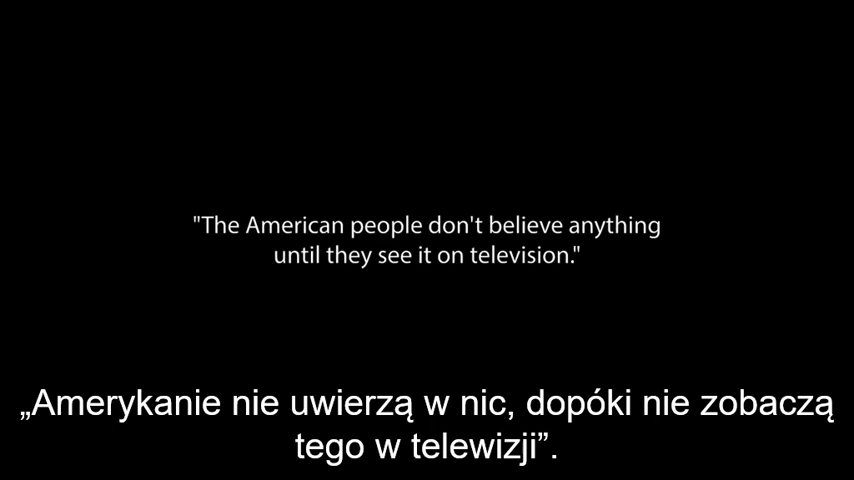 "The American people don't believe anything
until they see it on television."
„Amerykanie nie uwierzą w nic, dopóki nie zobaczą
tego w telewizji”.